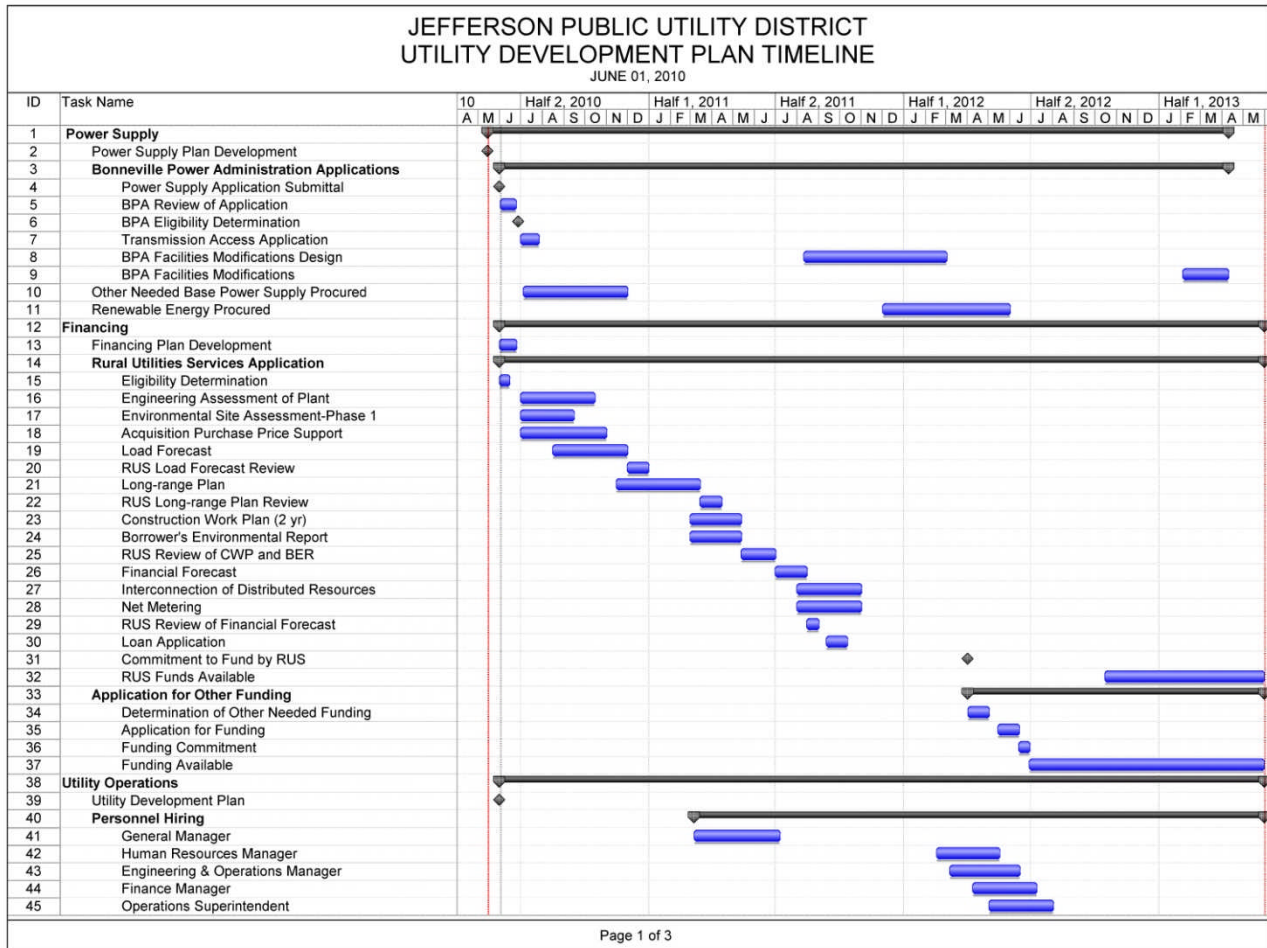 JEFFERSON PUBLIC UTILITY DISTRICT
UTILITY DEVELOPMENT PLAN TIMELINE
JUNE 01, 2010
ID Task Name 10 Half 2, 2010 Half 1, 2011 Half 2, 2011 Half 1, 2012 Half 2, 2012 Half 1, 2013
A M J J A S O N D J F M A M J J A S O N D J F M A M J J A S O N D J F M A M
1 Power Supply
2 Power Supply Plan Development
3 Bonneville Power Administration Applications
4 Power Supply Application Submittal
5 BPA Review of Application
6 BPA Eligibility Determination
7 Transmission Access Application
8 BPA Facilities Modifications Design
9 BPA Facilities Modifications
10 Other Needed Base Power Supply Procured
11 Renewable Energy Procured
12 Financing
13 Financing Plan Development
14 Rural Utilities Services Application
15 Eligibility Determination
16 Engineering Assessment of Plant
17 Environmental Site Assessment-Phase 1
18 Acquisition Purchase Price Support
19 Load Forecast
20 RUS Load Forecast Review
21 Long-range Plan
22 RUS Long-range Plan Review
23 Construction Work Plan (2 yr)
24 Borrower's Environmental Report
25 RUS Review of CWP and BER
26 Financial Forecast
27 Interconnection of Distributed Resources
28 Net Metering
29 RUS Review of Financial Forecast
30 Loan Application
31 Commitment to Fund by RUS
32 RUS Funds Available
33 Application for Other Funding
34 Determination of Other Needed Funding
35 Application for Funding
36 Funding Commitment
37 Funding Available
38 Utility Operations
39 Utility Development Plan
40 Personnel Hiring
41 General Manager
42 Human Resources Manager
43 Engineering & Operations Manager
44 Finance Manager
45 Operations Superintendent
Page 1 of 3